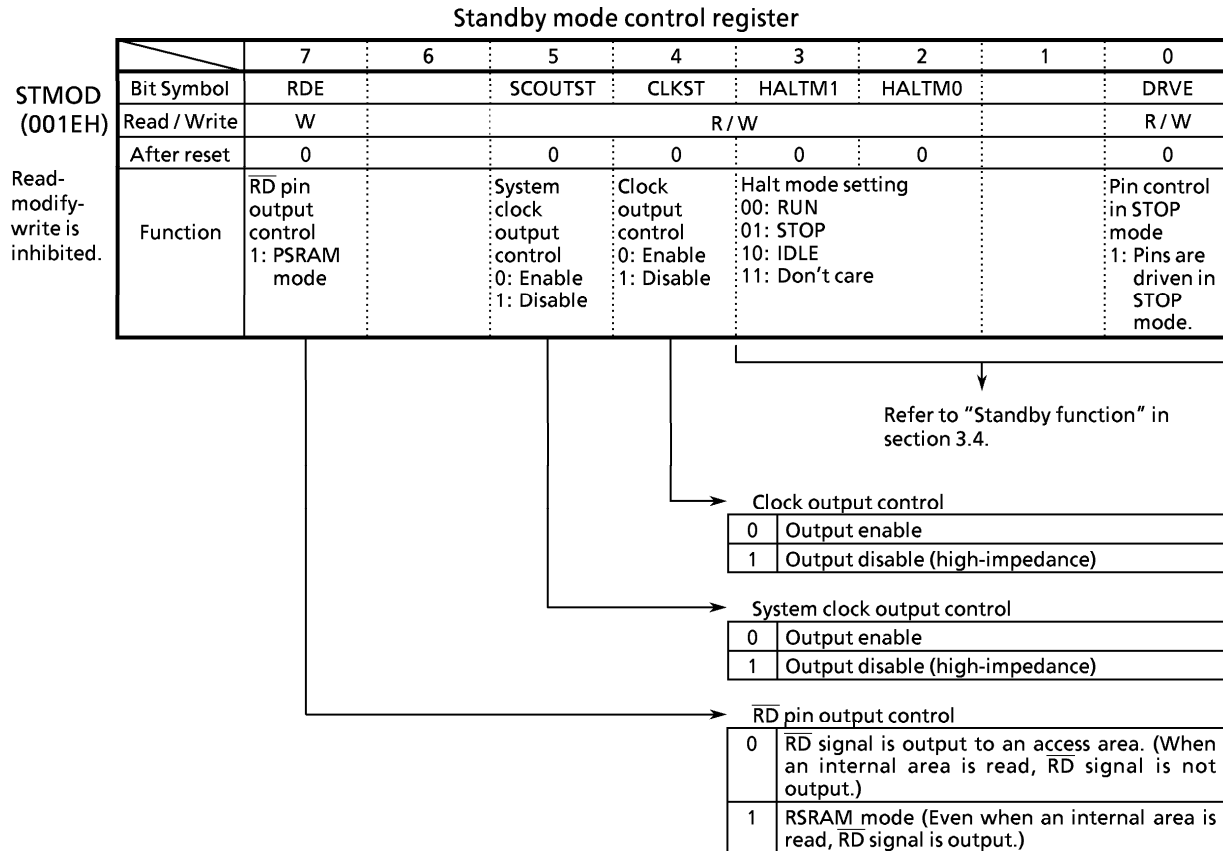 Standby mode control register
7 6 5 4 3 2 1 0
STMOD
(001EH)
Bit Symbol RDE SCOUTST CLKST HALTM1 HALTM0 DRVE
Read / Write W R / W R / W
After reset 0 0 0 0 0 0
Read-
modify-
write is
inhibited.
Function
RD pin
output
control
1: PSRAM
mode
System
clock
output
control
0: Enable
1: Disable
Clock
output
control
0: Enable
1: Disable
Halt mode setting
00: RUN
01: STOP
10: IDLE
11: Don't care
Pin control
in STOP
mode
1: Pins are
driven in
STOP
mode.
Refer to "Standby function" in
section 3.4.
Clock output control
0 Output enable
1 Output disable (high-impedance)
System clock output control
0 Output enable
1 Output disable (high-impedance)
RD pin output control
0 RD signal is output to an access area. (When
an internal area is read, RD signal is not
output.)
1 RSRAM mode (Even when an internal area is
read, RD signal is output.)